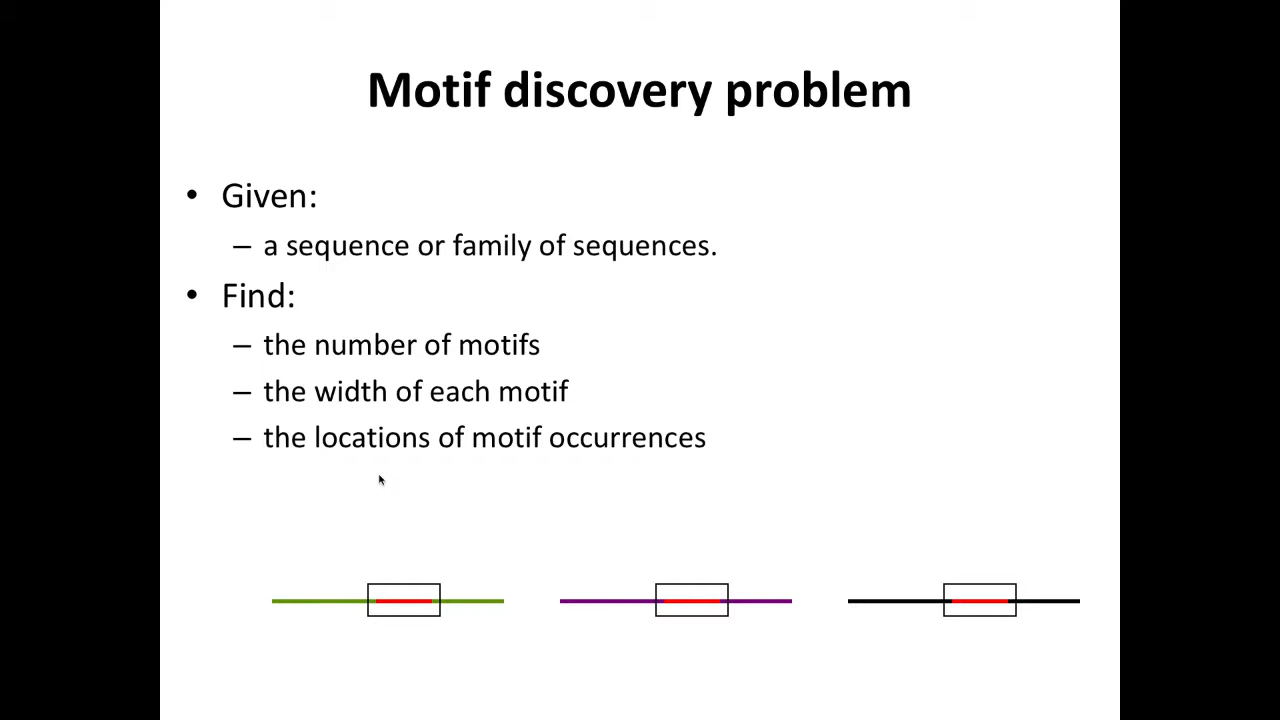 Motif discovery problem
• Given:
– a sequence or family of sequences.
• Find:
– the number of motifs
– the width of each motif
– the locations of motif occurrences